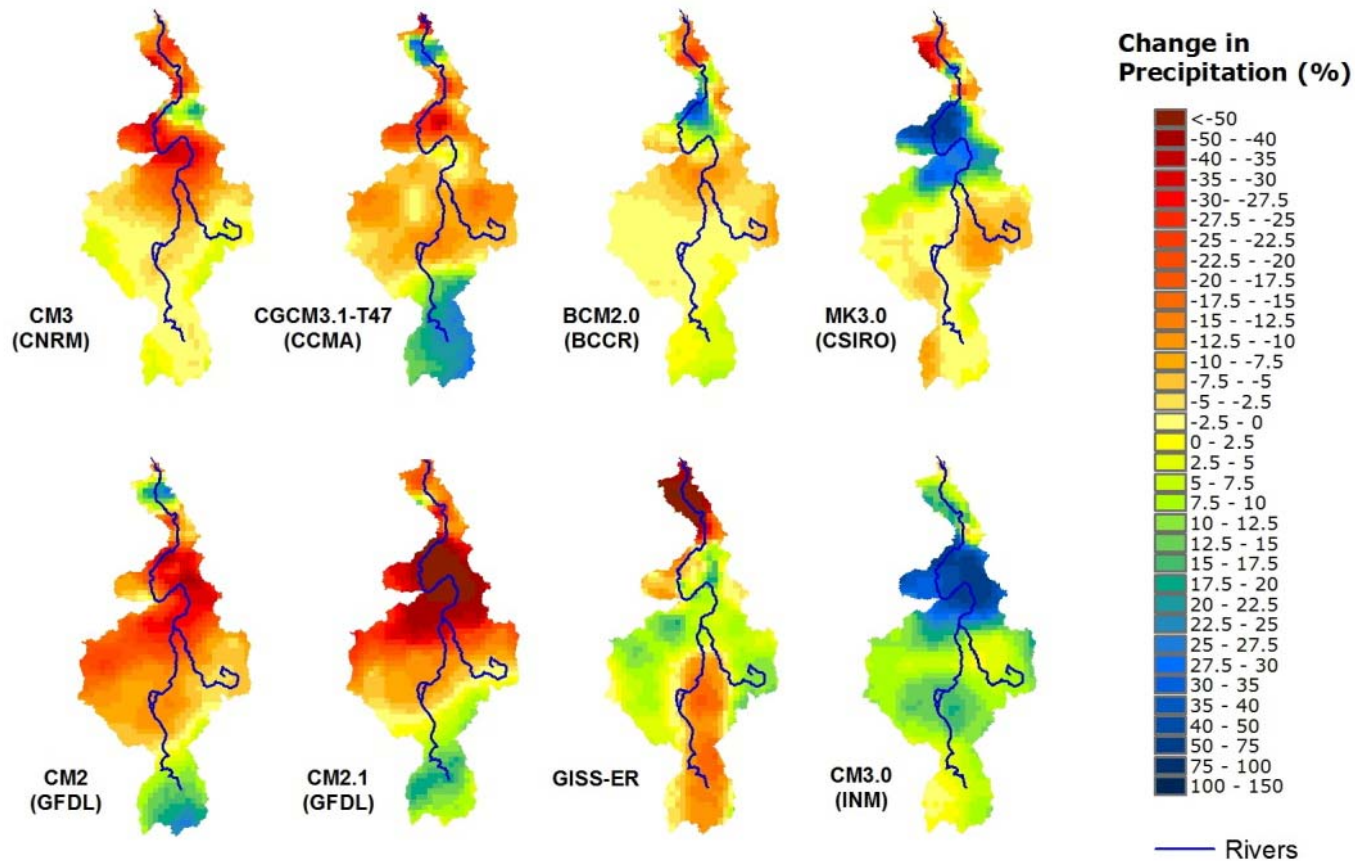 Change in
Precipitation (%)
<-50
-50 - -40
-40 - -35
-35 - -30
-30- -27.5
-27.5 - -25
-25 - -22.5
-22.5 - -20
-20 - -17.5
-17.5 - -15
-15 - -12.5
-12.5 - -10
-10 - -7.5
-7.5 - -5
-5 - -2.5
-2.5 - 0
0 - 2.5
2.5 - 5
5 - 7.5
7.5 - 10
10 - 12.5
12.5 - 15
15 - 17.5
17.5 - 20
20 - 22.5
22.5 - 25
25 - 27.5
27.5 - 30
30 - 35
35 - 40
40 - 50
50 - 75
75 - 100
100 - 150
Rivers
CM3
(CNRM)
CGCM3.1-T47
(CCMA)
BCM2.0
(BCCR)
MK3.0
(CSIRO)
CM2
(GFDL)
CM2.1
(GFDL)
GISS-ER
CM3.0
(INM)